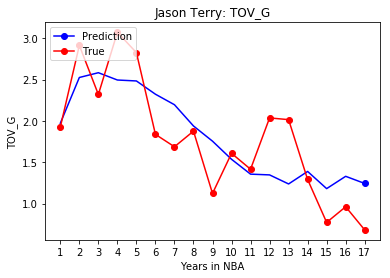 Jason Terry: TOV_G
Prediction
True
3.0
2.5
2.0
1.5
1.0
TOV_G
1 2 3 4 5 6 7 8 9 10 11 12 13 14 15 16 17
Years in NBA